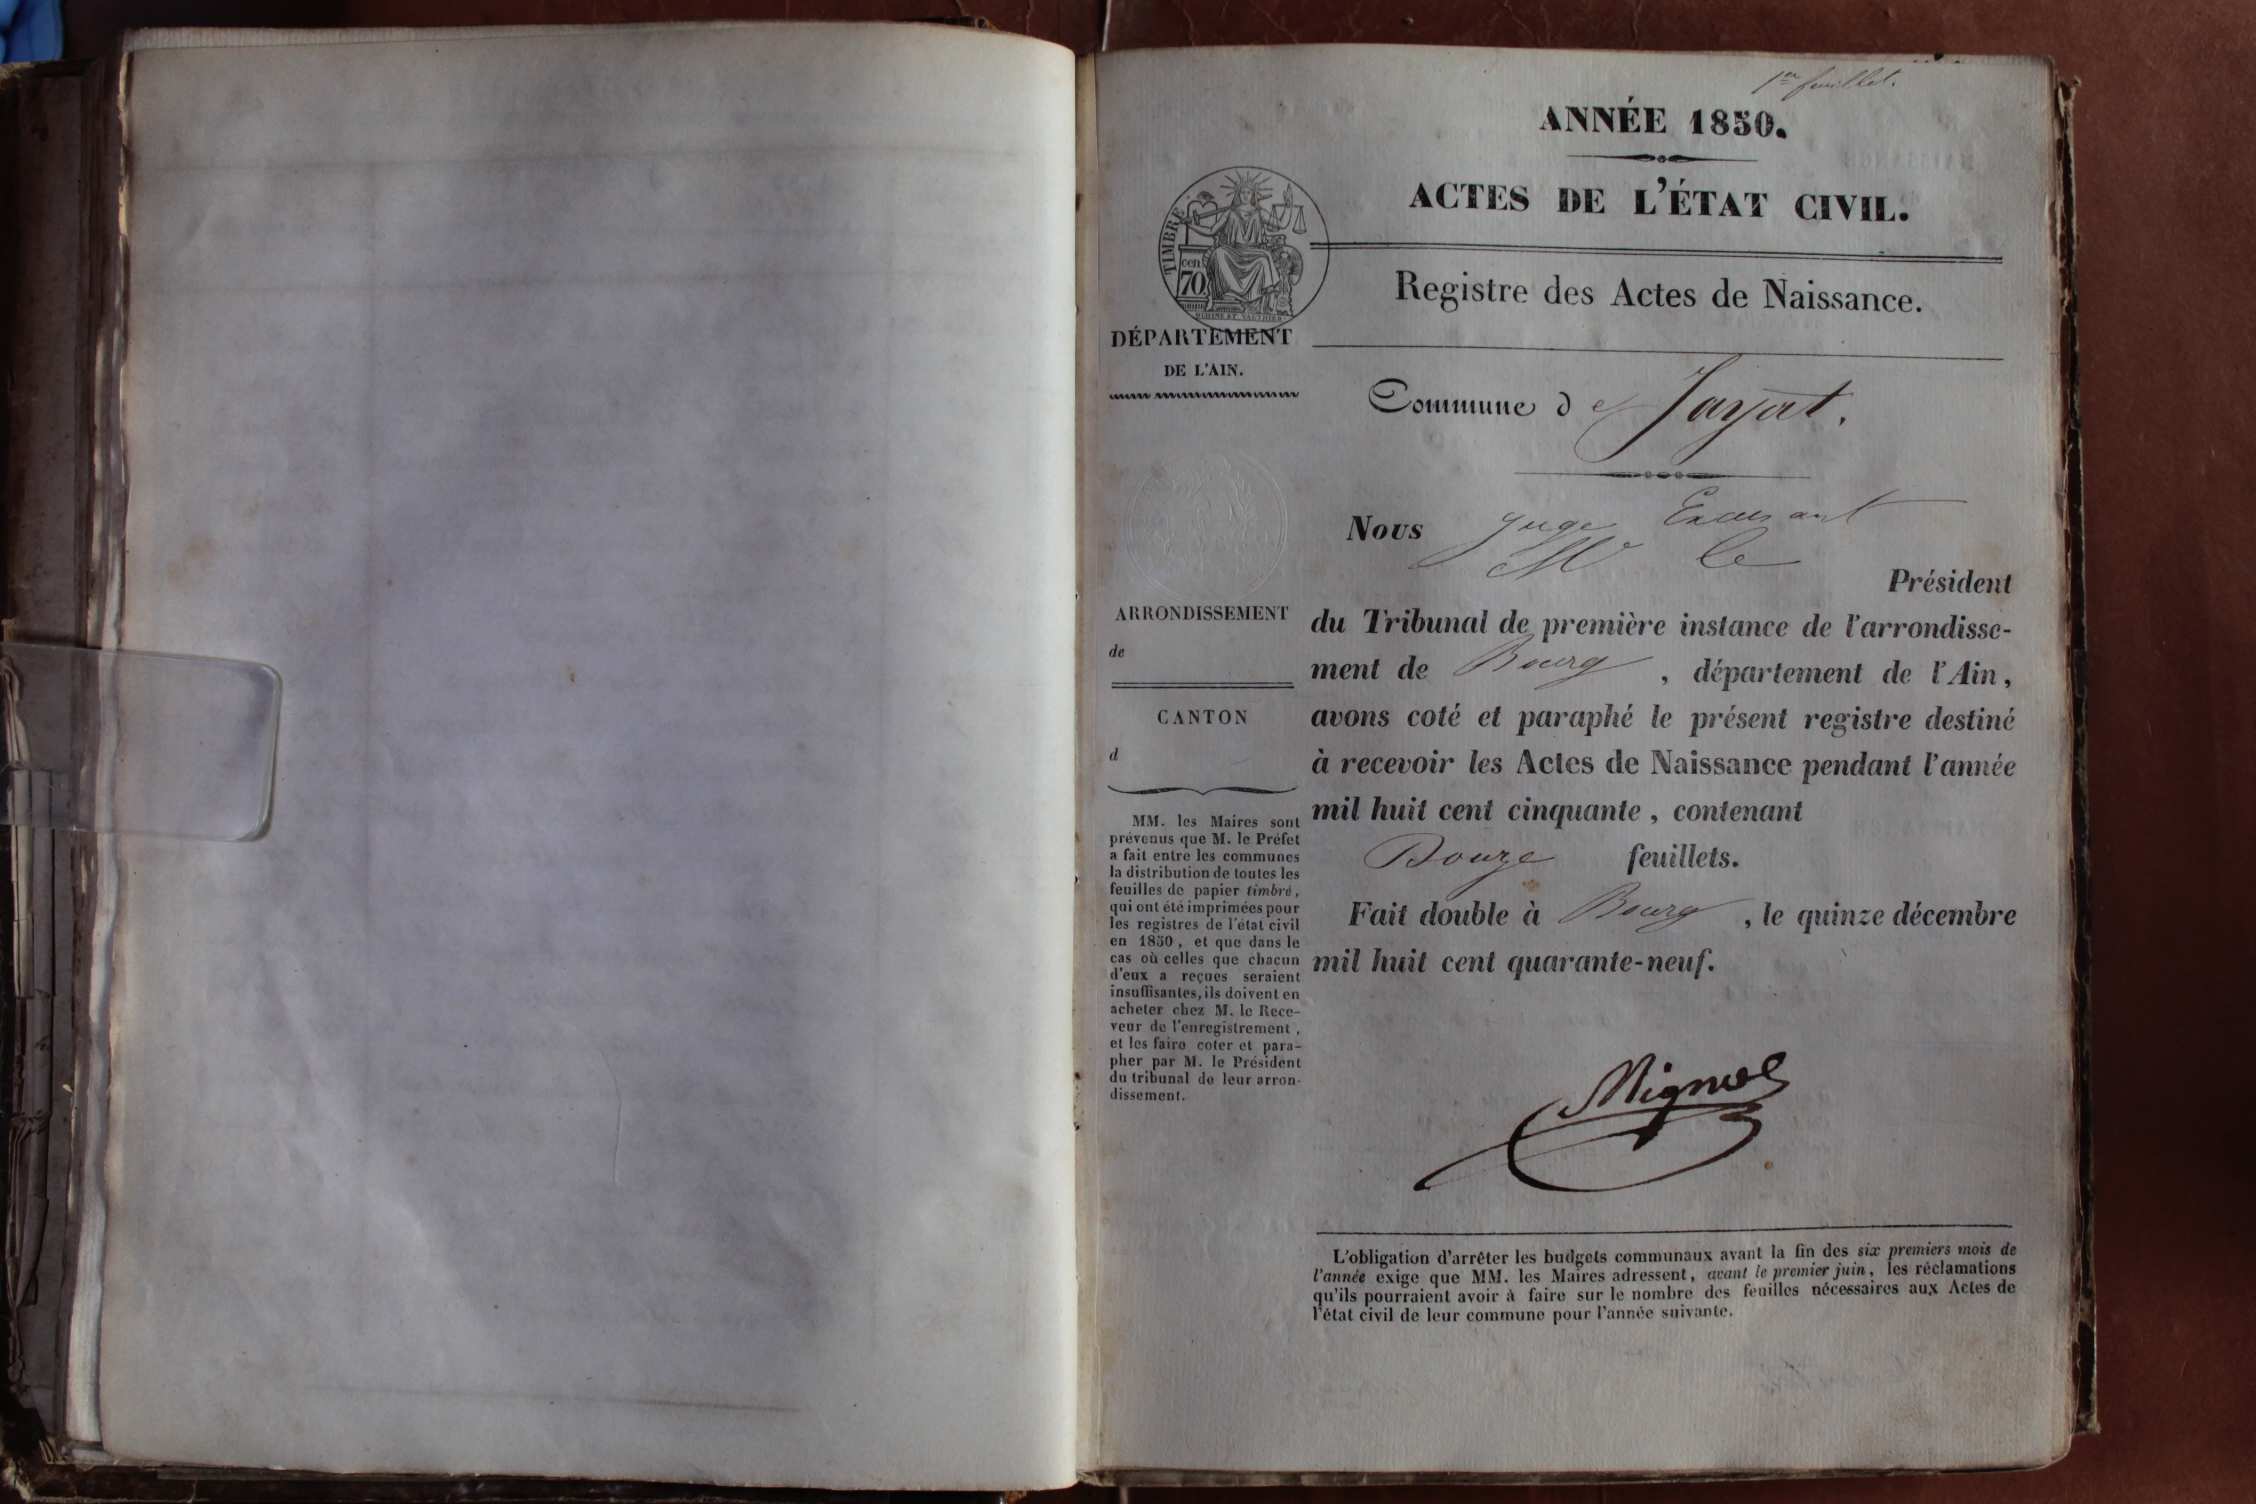 1er feuillet.
ANNÉE 1850.
ACTES DE L'ÉTAT CIVIL.
TIMBRE
cen
70
Registre des Actes de Naissance.
DÉPARTEMENT
DE L'AIN.
Commune de Jayat.
Nous juge Excusant
Mr le
Président
du Tribunal de première instance de l'arrondisse-
ment de Bourg, département de l'Ain,
avons coté et paraphé le présent registre destiné
à recevoir les Actes de Naissance pendant l'année
mil huit cent cinquante, contenant
Douze feuillets.
Fait double à Bourg, le quinze décembre
mil huit cent quarante-neuf.
ARRONDISSEMENT
de
CANTON
d
MM. les Maires sont
prévenus que M. le Préfet
a fait entre les communes
la distribution de toutes les
feuilles de papier timbré,
qui ont été imprimées pour
les registres de l'état civil
en 1850, et que dans le
cas où celles que chacun
d'eux a reçues seraient
insuffisantes, ils doivent en
acheter chez M. le Rece-
veur de l'enregistrement,
et les faire coter et para-
pher par M. le Président
du tribunal de leur arron-
dissement.
L'obligation d'arrêter les budgets communaux avant la fin des six premiers mois de
l'année exige que MM. les Maires adressent, avant le premier juin, les réclamations
qu'ils pourraient avoir à faire sur le nombre des feuilles nécessaires aux Actes de
l'état civil de leur commune pour l'année suivante.